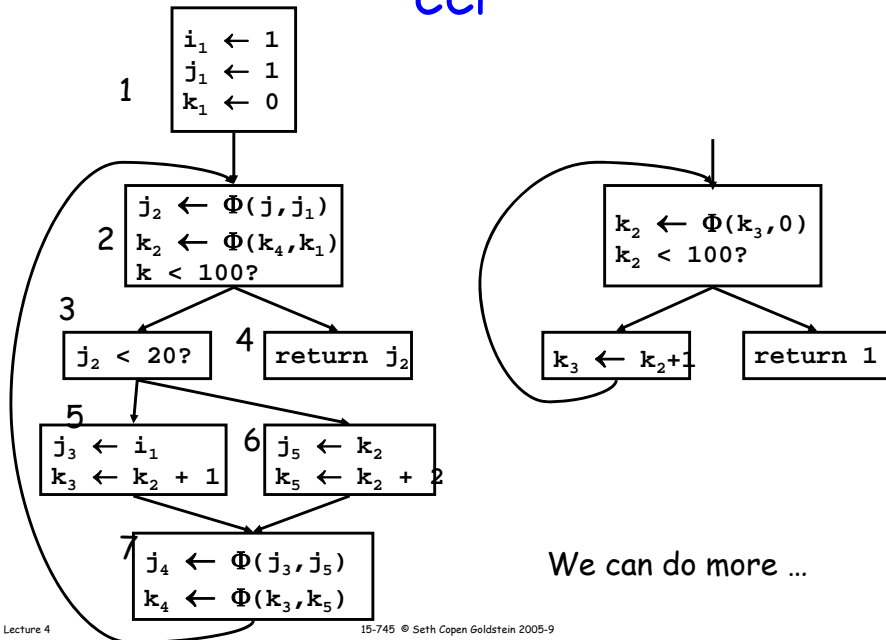 CCP
1
i₁ ← 1
j₁ ← 1
k₁ ← 0
2
j₂ ← Φ(j,j₁)
k₂ ← Φ(k₄,k₁)
k < 100?
3
j₂ < 20?
4
return j₂
5
j₃ ← i₁
k₃ ← k₂ + 1
6
j₅ ← k₂
k₅ ← k₂ + 2
7
j₄ ← Φ(j₃,j₅)
k₄ ← Φ(k₃,k₅)
k₂ ← Φ(k₃,0)
k₂ < 100?
k₃ ← k₂+1
return 1
We can do more …
Lecture 4
15-745 © Seth Copen Goldstein 2005-9